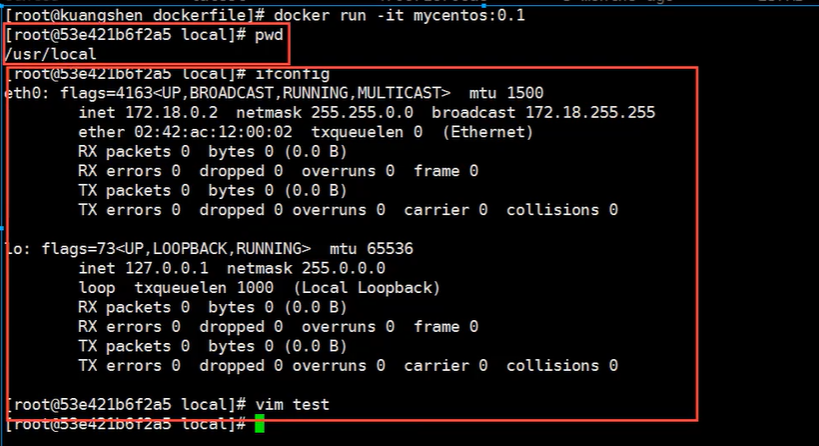 [root@kuangshen dockerfile]# docker run -it mycentos:0.1
[root@53e421b6f2a5 local]# pwd
/usr/local
[root@53e421b6f2a5 local]# ifconfig
eth0: flags=4163<UP,BROADCAST,RUNNING,MULTICAST>  mtu 1500
        inet 172.18.0.2  netmask 255.255.0.0  broadcast 172.18.255.255
        ether 02:42:ac:12:00:02  txqueuelen 0  (Ethernet)
        RX packets 0  bytes 0 (0.0 B)
        RX errors 0  dropped 0  overruns 0  frame 0
        TX packets 0  bytes 0 (0.0 B)
        TX errors 0  dropped 0 overruns 0  carrier 0  collisions 0
lo: flags=73<UP,LOOPBACK,RUNNING>  mtu 65536
        inet 127.0.0.1  netmask 255.0.0.0
        loop  txqueuelen 1000  (Local Loopback)
        RX packets 0  bytes 0 (0.0 B)
        RX errors 0  dropped 0  overruns 0  frame 0
        TX packets 0  bytes 0 (0.0 B)
        TX errors 0  dropped 0 overruns 0  carrier 0  collisions 0
[root@53e421b6f2a5 local]# vim test
[root@53e421b6f2a5 local]#